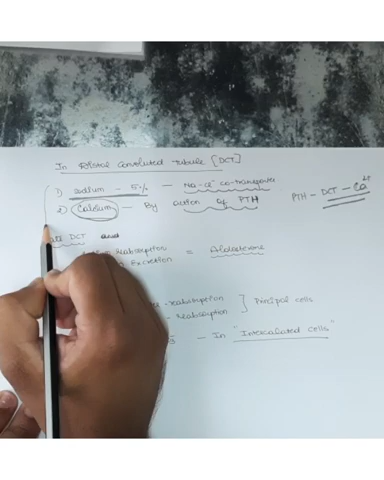 In Distal Convoluted tubule [DCT]
1) Sodium - 5% - Na-Cl co-transporter
2) Calcium - By action of PTH
PTH - DCT - Ca2+
DCT and
Reabsorption = Aldosterone
Excretion
reabsorption
- Reabsorption ] Principal cells
- In "Intercalated cells"